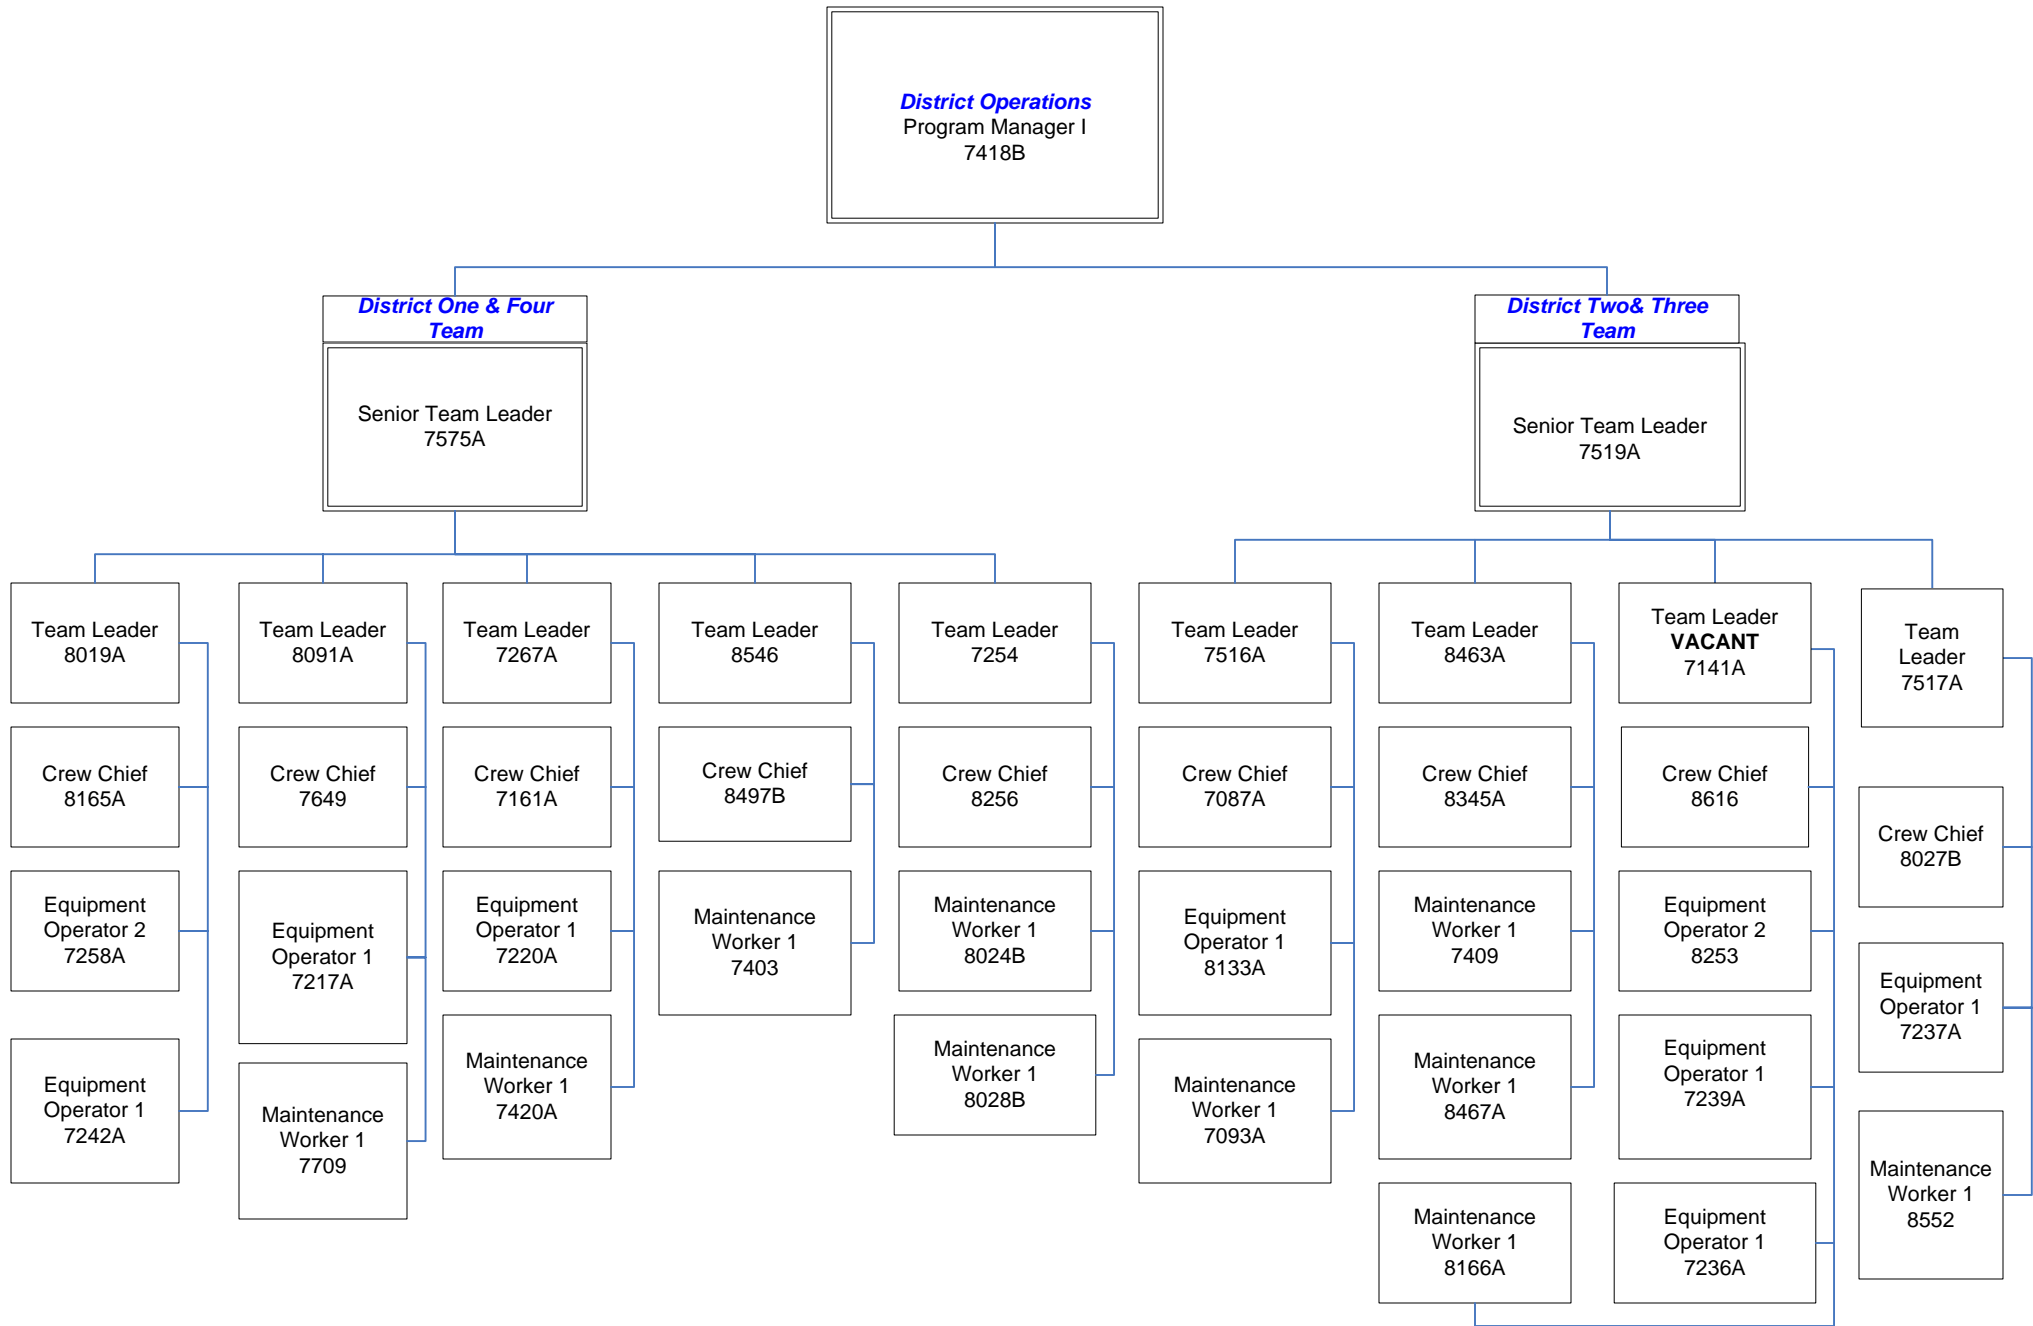 District Operations
Program Manager I
7418B
District One & Four
Team
Senior Team Leader
7575A
District Two& Three
Team
Senior Team Leader
7519A
Team Leader
8019A
Crew Chief
8165A
Equipment
Operator 2
7258A
Equipment
Operator 1
7242A
Team Leader
8091A
Crew Chief
7649
Equipment
Operator 1
7217A
Maintenance
Worker 1
7709
Team Leader
7267A
Crew Chief
7161A
Equipment
Operator 1
7220A
Maintenance
Worker 1
7420A
Team Leader
8546
Crew Chief
8497B
Maintenance
Worker 1
7403
Team Leader
7254
Crew Chief
8256
Maintenance
Worker 1
8024B
Maintenance
Worker 1
8028B
Team Leader
7516A
Crew Chief
7087A
Equipment
Operator 1
8133A
Maintenance
Worker 1
7093A
Team Leader
8463A
Crew Chief
8345A
Maintenance
Worker 1
7409
Maintenance
Worker 1
8467A
Maintenance
Worker 1
8166A
Team Leader
VACANT
7141A
Crew Chief
8616
Equipment
Operator 2
8253
Equipment
Operator 1
7239A
Equipment
Operator 1
7236A
Team
Leader
7517A
Crew Chief
8027B
Equipment
Operator 1
7237A
Maintenance
Worker 1
8552